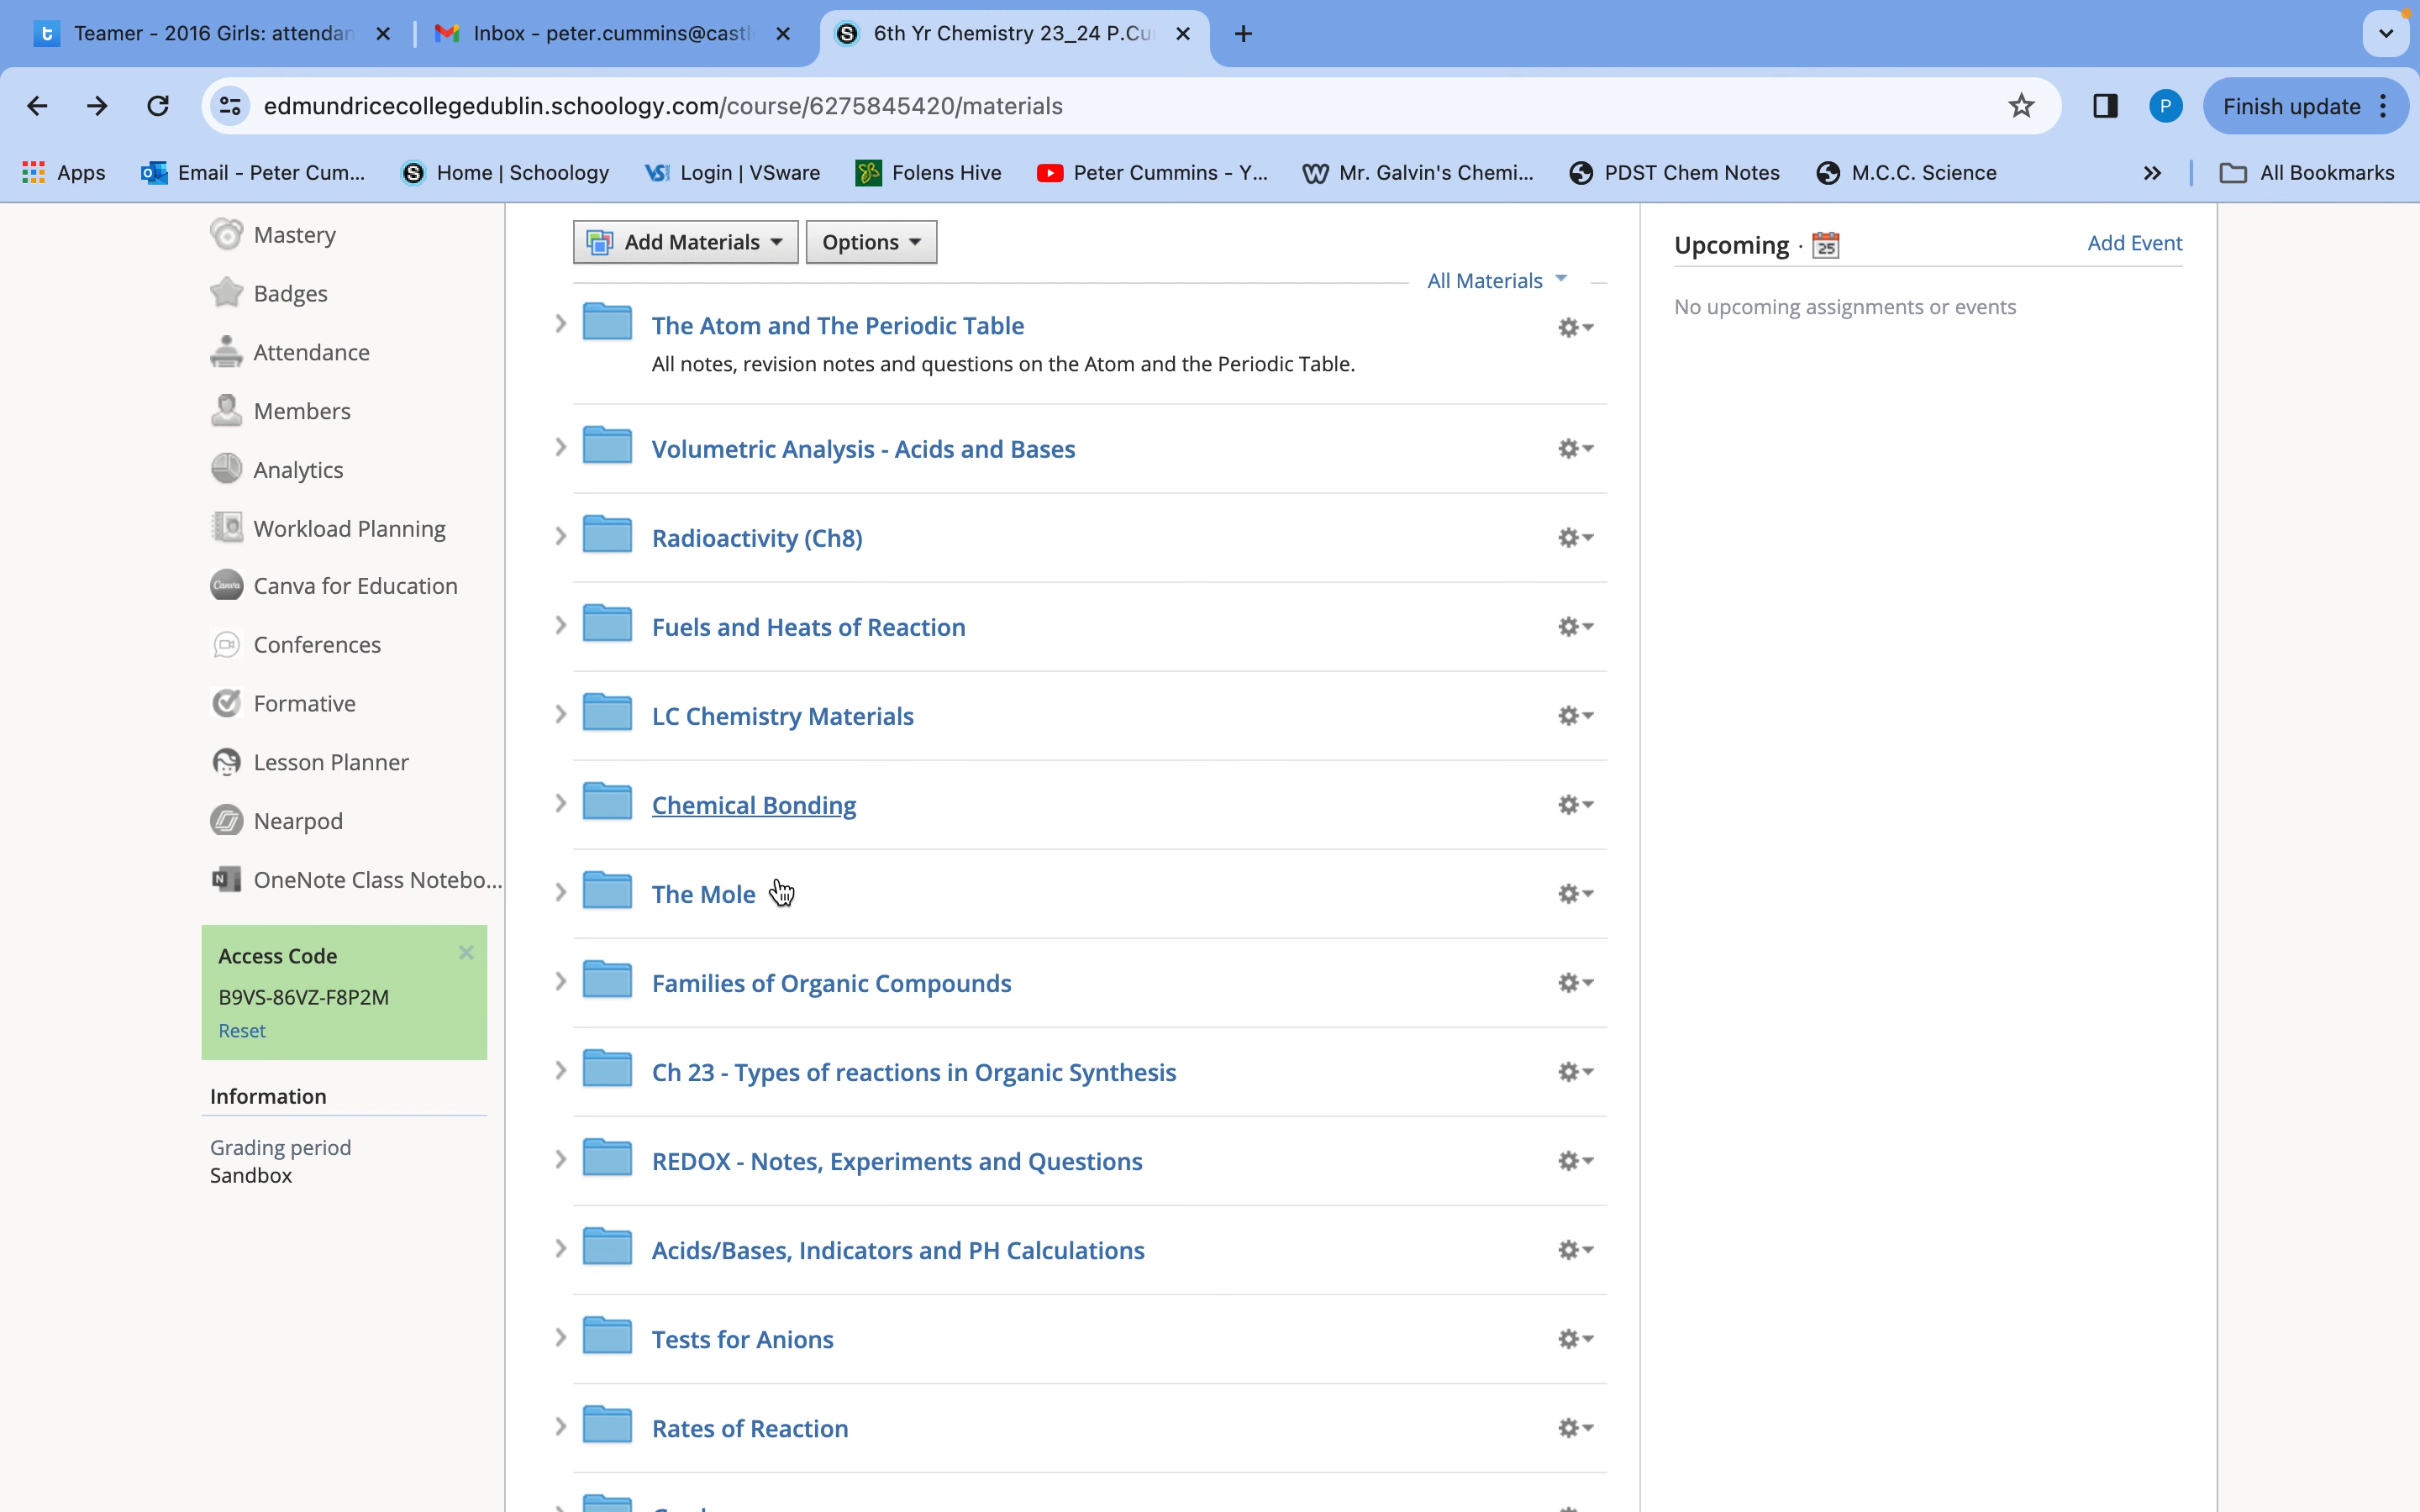 Teamer - 2016 Girls: attendan
Inbox - peter.cummins@castl
6th Yr Chemistry 23_24 P.Cu
edmundricecollegedublin.schoology.com/course/6275845420/materials
P
Finish update
Apps
Email - Peter Cum...
Home | Schoology
Login | VSware
Folens Hive
Peter Cummins - Y...
Mr. Galvin's Chemi...
PDST Chem Notes
M.C.C. Science
All Bookmarks
Mastery
Badges
Attendance
Members
Analytics
Workload Planning
Canva for Education
Conferences
Formative
Lesson Planner
Nearpod
OneNote Class Notebo...
Access Code
B9VS-86VZ-F8P2M
Reset
Information
Grading period
Sandbox
Add Materials
Options
All Materials
The Atom and The Periodic Table
All notes, revision notes and questions on the Atom and the Periodic Table.
Volumetric Analysis - Acids and Bases
Radioactivity (Ch8)
Fuels and Heats of Reaction
LC Chemistry Materials
Chemical Bonding
The Mole
Families of Organic Compounds
Ch 23 - Types of reactions in Organic Synthesis
REDOX - Notes, Experiments and Questions
Acids/Bases, Indicators and PH Calculations
Tests for Anions
Rates of Reaction
Upcoming ·
25
Add Event
No upcoming assignments or events